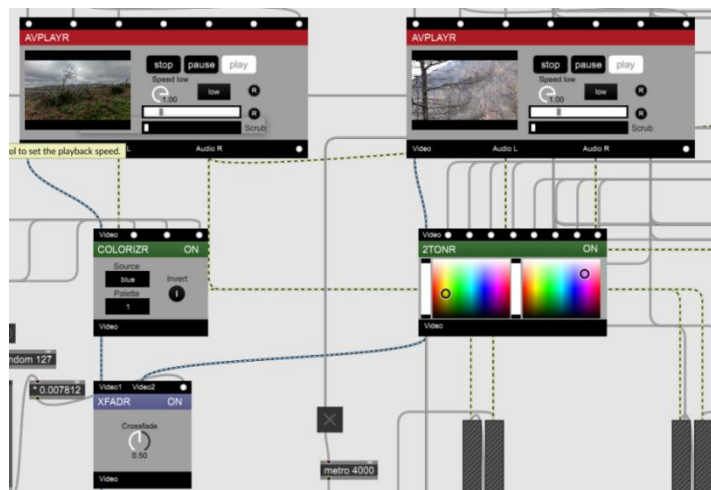 AVPLAYR
stop pause play
Speed low
1.00
low
R
R
Scrub
ol to set the playback speed.
L
Audio R
AVPLAYR
stop pause play
Speed low
1.00
low
R
R
Scrub
Video Audio L Audio R
Video
COLORIZR ON
Source
blue
Invert
I
Palette
1
Video
Video
2TONR ON
Video
ndom 127
* 0.007812
Video1 Video2
XFADR ON
Crossfade
0.50
Video
metro 4000